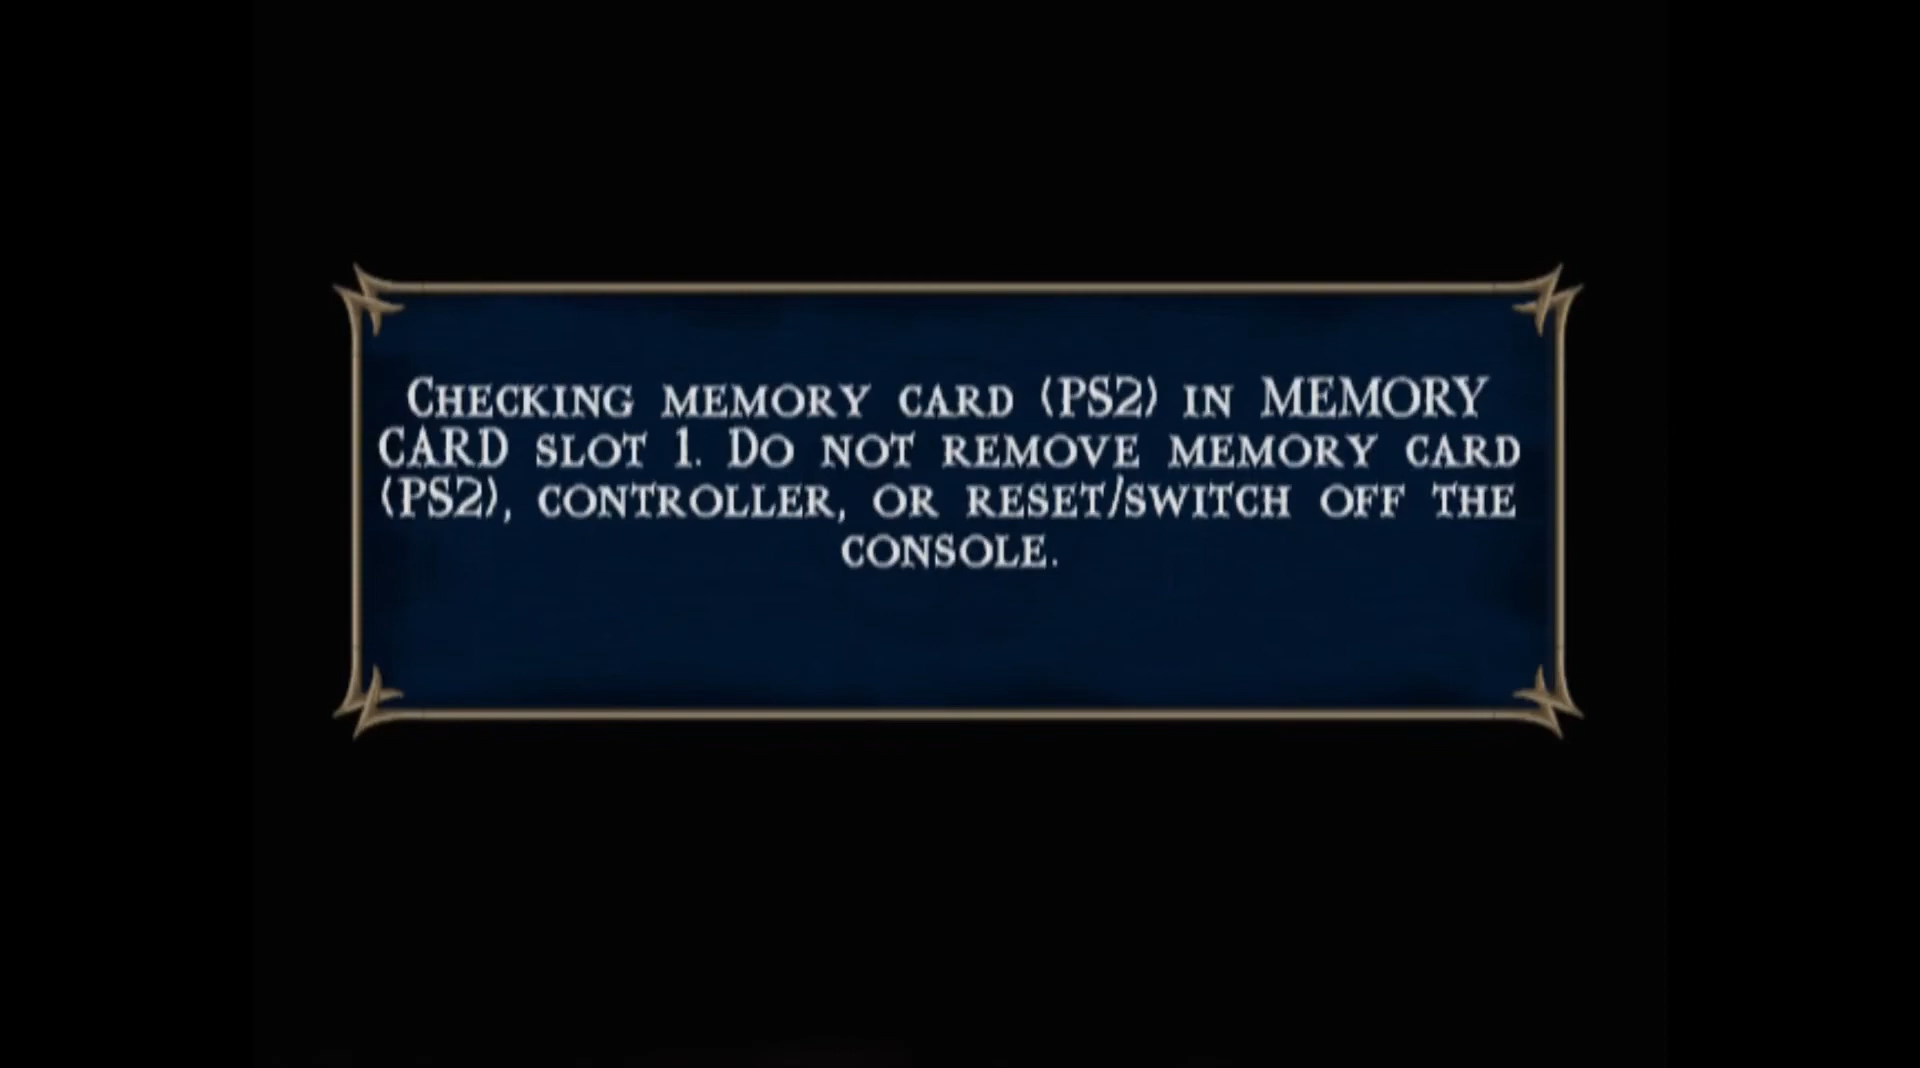 Checking memory card (PS2) in MEMORY
CARD slot 1. Do not remove memory card
(PS2), controller, or reset/switch off the
console.